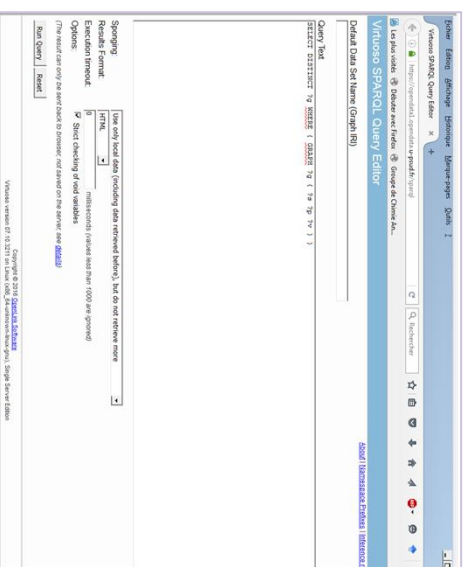 Fichier Édition Affichage Historique Marque-pages Outils ?
Virtuoso SPARQL Query Editor × +
https://opendata1.opendata.u-psud.fr/sparql
Rechercher
Les plus visités Débuter avec Firefox Groupe de Chimie An...
Virtuoso SPARQL Query Editor
About | Namespace Prefixes | Inference r
Default Data Set Name (Graph IRI)
Query Text
SELECT DISTINCT ?g WHERE { GRAPH ?g { ?s ?p ?v } }
Sponging: Use only local data (including data retrieved before), but do not retrieve more
Results Format: HTML
Execution timeout: 0 milliseconds (values less than 1000 are ignored)
Options: Strict checking of void variables
(The result can only be sent back to browser, not saved on the server, see details)
Run Query Reset
Copyright © 2016 OpenLink Software
Virtuoso version 07.10.3211 on Linux (x86_64-unknown-linux-gnu), Single Server Edition